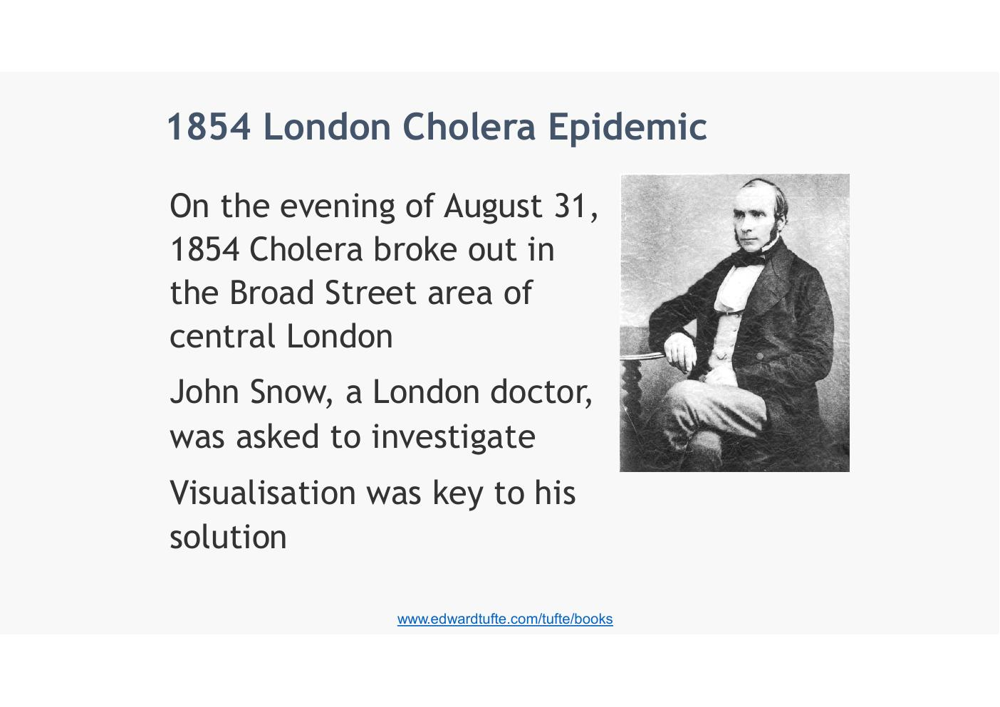 1854 London Cholera Epidemic
On the evening of August 31,
1854 Cholera broke out in
the Broad Street area of
central London
John Snow, a London doctor,
was asked to investigate
Visualisation was key to his
solution
www.edwardtufte.com/tufte/books